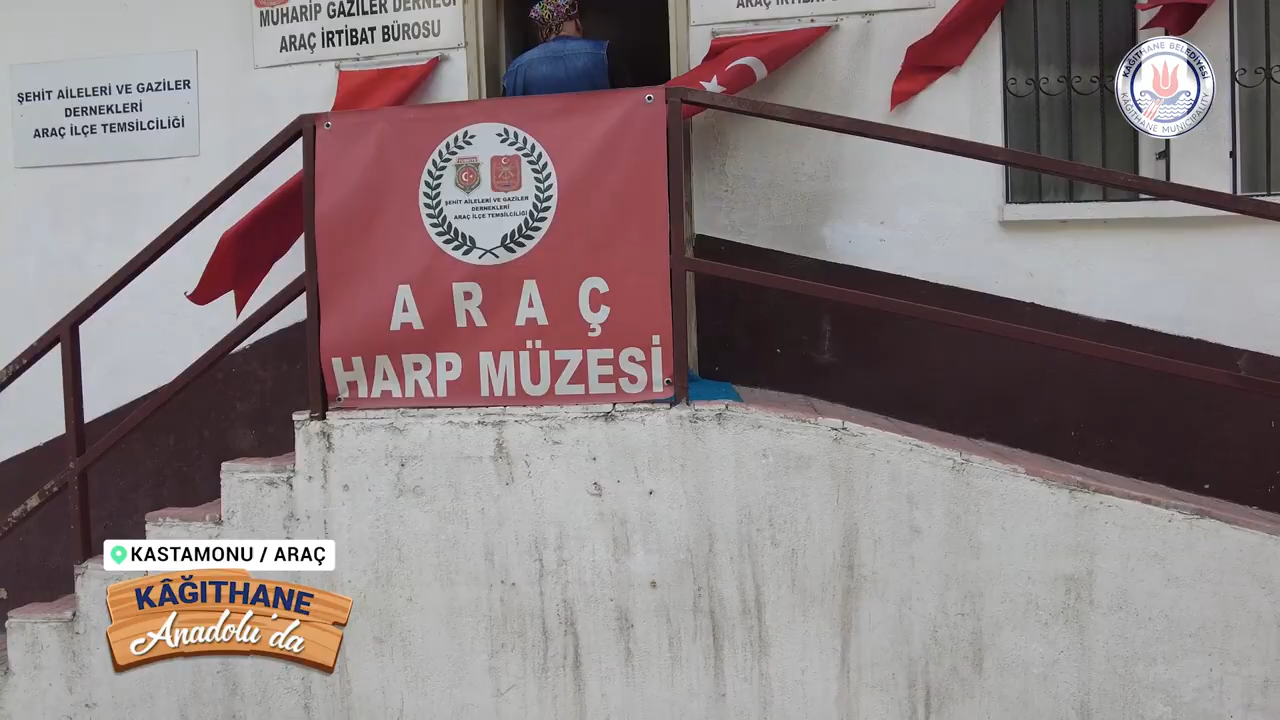 MUHARİP GAZİLER DERNEĞİ
ARAÇ İRTİBAT BÜROSU
ARAÇ İRTİBAT BÜROSU
ŞEHİT AİLELERİ VE GAZİLER
DERNEKLERİ
ARAÇ İLÇE TEMSİLCİLİĞİ
KAĞITHANE BELEDİYESİ
KAĞITHANE MUNICIPALITY
ŞEHİT AİLELERİ VE GAZİLER
DERNEKLERİ
ARAÇ İLÇE TEMSİLCİLİĞİ
ARAÇ
HARP MÜZESİ
KASTAMONU / ARAÇ
KÂĞITHANE
Anadolu'da